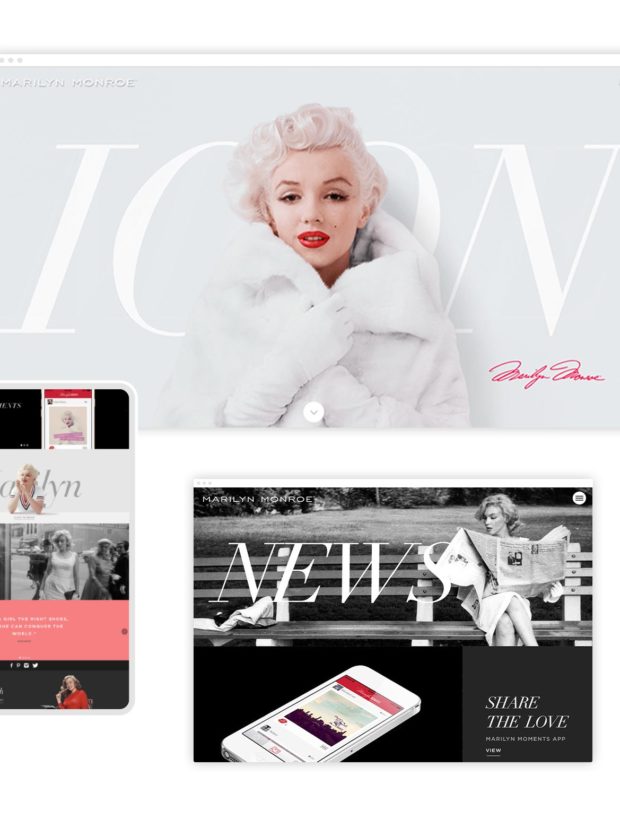 MARILYN MONROE
ICON
Marilyn Monroe
MENTS
Marilyn
GIRL THE RIGHT SHOES,
SHE CAN CONQUER THE
WORLD."
MARILYN MONROE
NEWS
SHARE
THE LOVE
MARILYN MOMENTS APP
VIEW